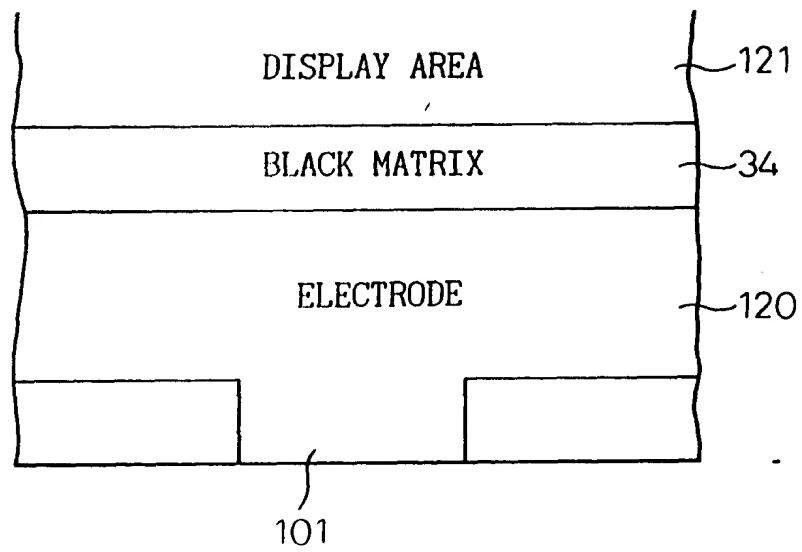 DISPLAY AREA
121
BLACK MATRIX
34
ELECTRODE
120
101